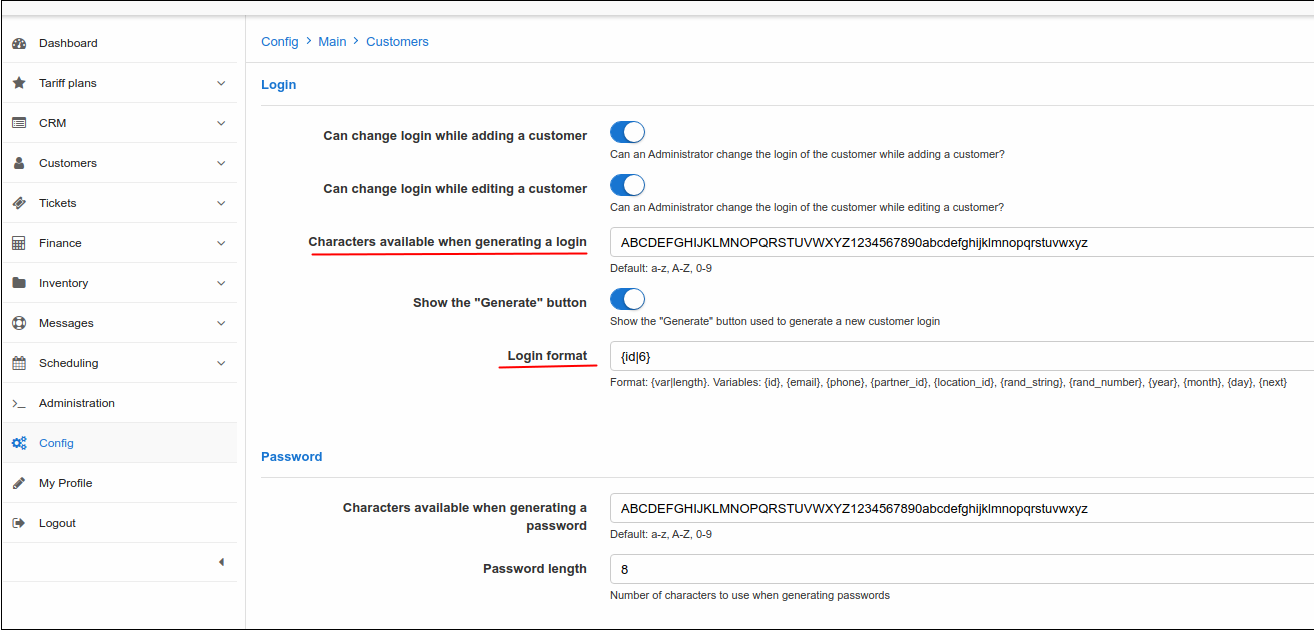 Dashboard
Tariff plans
CRM
Customers
Tickets
Finance
Inventory
Messages
Scheduling
Administration
Config
My Profile
Logout
Config > Main > Customers
Login
Can change login while adding a customer
Can an Administrator change the login of the customer while adding a customer?
Can change login while editing a customer
Can an Administrator change the login of the customer while editing a customer?
Characters available when generating a login
ABCDEFGHIJKLMNOPQRSTUVWXYZ1234567890abcdefghijklmnopqrstuvwxyz
Default: a-z, A-Z, 0-9
Show the "Generate" button
Show the "Generate" button used to generate a new customer login
Login format
{id|6}
Format: {var|length}. Variables: {id}, {email}, {phone}, {partner_id}, {location_id}, {rand_string}, {rand_number}, {year}, {month}, {day}, {next}
Password
Characters available when generating a
password
ABCDEFGHIJKLMNOPQRSTUVWXYZ1234567890abcdefghijklmnopqrstuvwxyz
Default: a-z, A-Z, 0-9
Password length
8
Number of characters to use when generating passwords